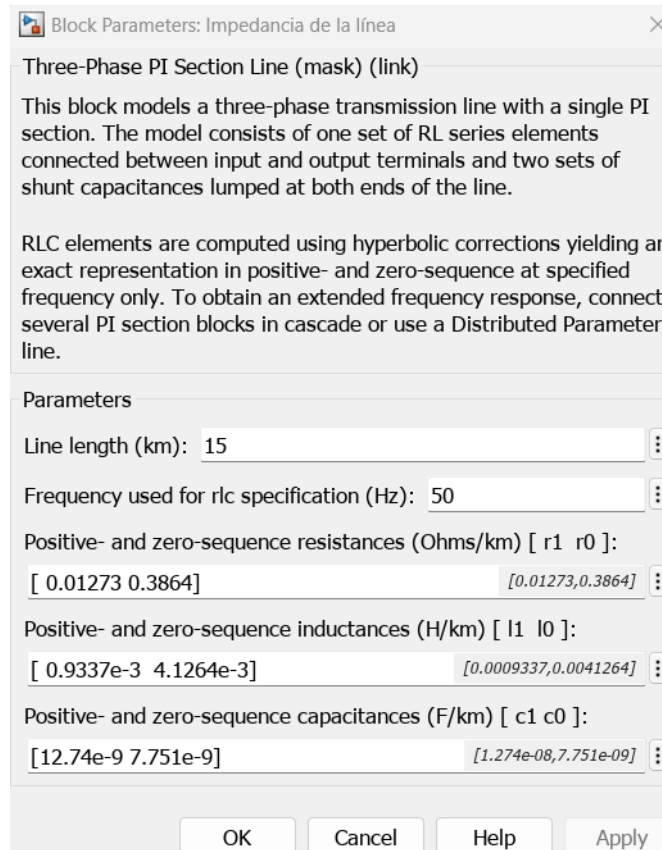 Block Parameters: Impedancia de la línea
Three-Phase PI Section Line (mask) (link)
This block models a three-phase transmission line with a single PI
section. The model consists of one set of RL series elements
connected between input and output terminals and two sets of
shunt capacitances lumped at both ends of the line.
RLC elements are computed using hyperbolic corrections yielding an
exact representation in positive- and zero-sequence at specified
frequency only. To obtain an extended frequency response, connect
several PI section blocks in cascade or use a Distributed Parameter
line.
Parameters
Line length (km): 15
Frequency used for rlc specification (Hz): 50
Positive- and zero-sequence resistances (Ohms/km) [ r1 r0 ]:
[ 0.01273 0.3864] [0.01273,0.3864]
Positive- and zero-sequence inductances (H/km) [ l1 l0 ]:
[ 0.9337e-3 4.1264e-3] [0.0009337,0.0041264]
Positive- and zero-sequence capacitances (F/km) [ c1 c0 ]:
[12.74e-9 7.751e-9] [1.274e-08,7.751e-09]
OK Cancel Help Apply